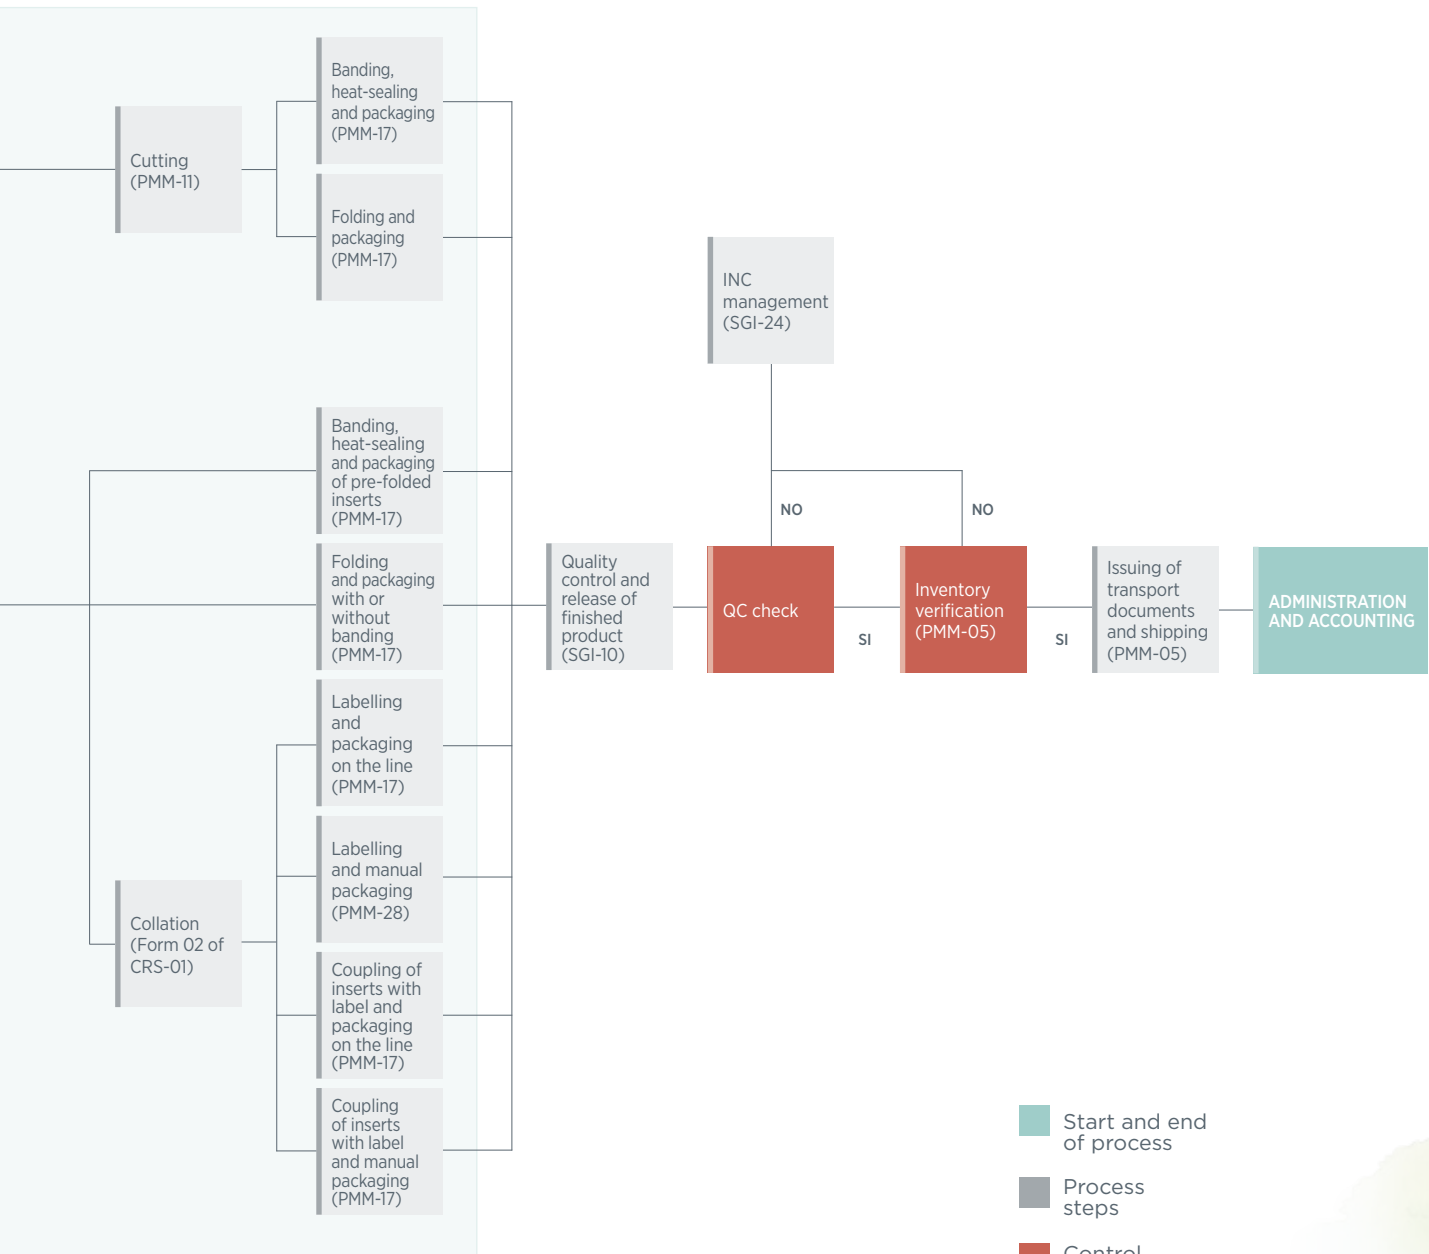 Banding,
heat-sealing
and packaging
(PMM-17)
Cutting
(PMM-11)
Folding and
packaging
(PMM-17)
INC
management
(SGI-24)
Banding,
heat-sealing
and packaging
of pre-folded
inserts
(PMM-17)
NO
NO
Folding
and packaging
with or
without
banding
(PMM-17)
Quality
control and
release of
finished
product
(SGI-10)
QC check
SI
Inventory
verification
(PMM-05)
SI
Issuing of
transport
documents
and shipping
(PMM-05)
ADMINISTRATION
AND ACCOUNTING
Labelling
and
packaging
on the line
(PMM-17)
Labelling
and manual
packaging
(PMM-28)
Collation
(Form 02 of
CRS-01)
Coupling of
inserts with
label and
packaging
on the line
(PMM-17)
Coupling
of inserts
with label
and manual
packaging
(PMM-17)
Start and end
of process
Process
steps
Control